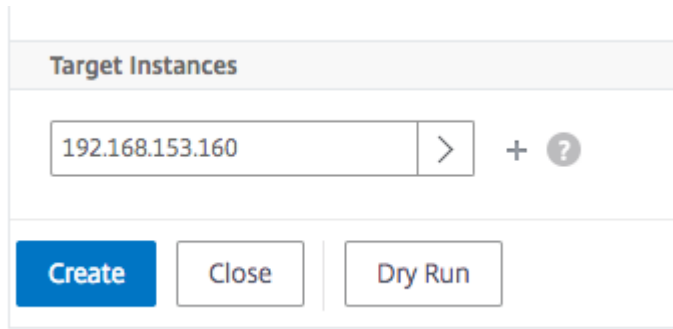 Target Instances
192.168.153.160 > + ?
Create Close Dry Run